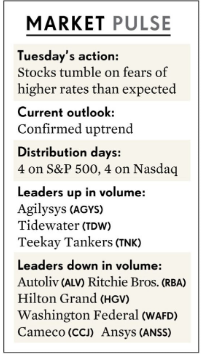 MARKET PULSE
Tuesday's action:
Stocks tumble on fears of
higher rates than expected
Current outlook:
Confirmed uptrend
Distribution days:
4 on S&P 500, 4 on Nasdaq
Leaders up in volume:
Agilysys (AGYS)
Tidewater (TDW)
Teekay Tankers (TNK)
Leaders down in volume:
Autoliv (ALV) Ritchie Bros. (RBA)
Hilton Grand (HGV)
Washington Federal (WAFD)
Cameco (CCJ) Ansys (ANSS)